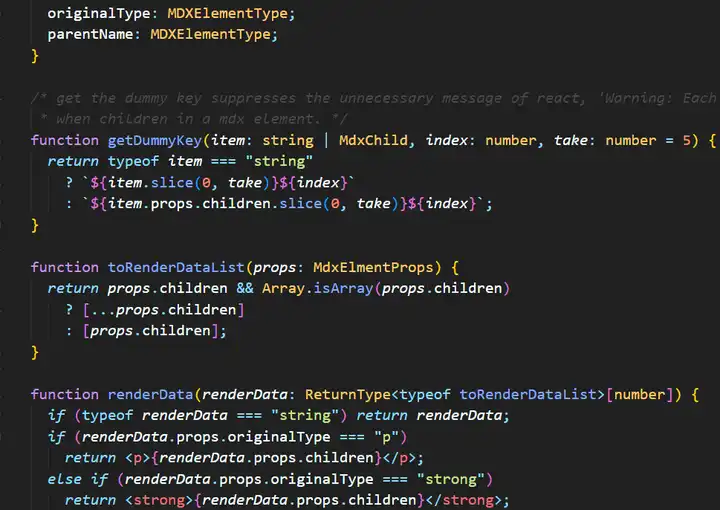 originalType: MDXElementType;
parentName: MDXElementType;
}
/* get the dummy key suppresses the unnecessary message of react, 'Warning: Each
* when children in a mdx element. */
function getDummyKey(item: string | MdxChild, index: number, take: number = 5) {
return typeof item === "string"
? `${item.slice(0, take)}${index}`
: `${item.props.children.slice(0, take)}${index}`;
}
function toRenderDataList(props: MdxElmentProps) {
return props.children && Array.isArray(props.children)
? [...props.children]
: [props.children];
}
function renderData(renderData: ReturnType<typeof toRenderDataList>[number]) {
if (typeof renderData === "string") return renderData;
if (renderData.props.originalType === "p")
return <p>{renderData.props.children}</p>;
else if (renderData.props.originalType === "strong")
return <strong>{renderData.props.children}</strong>;